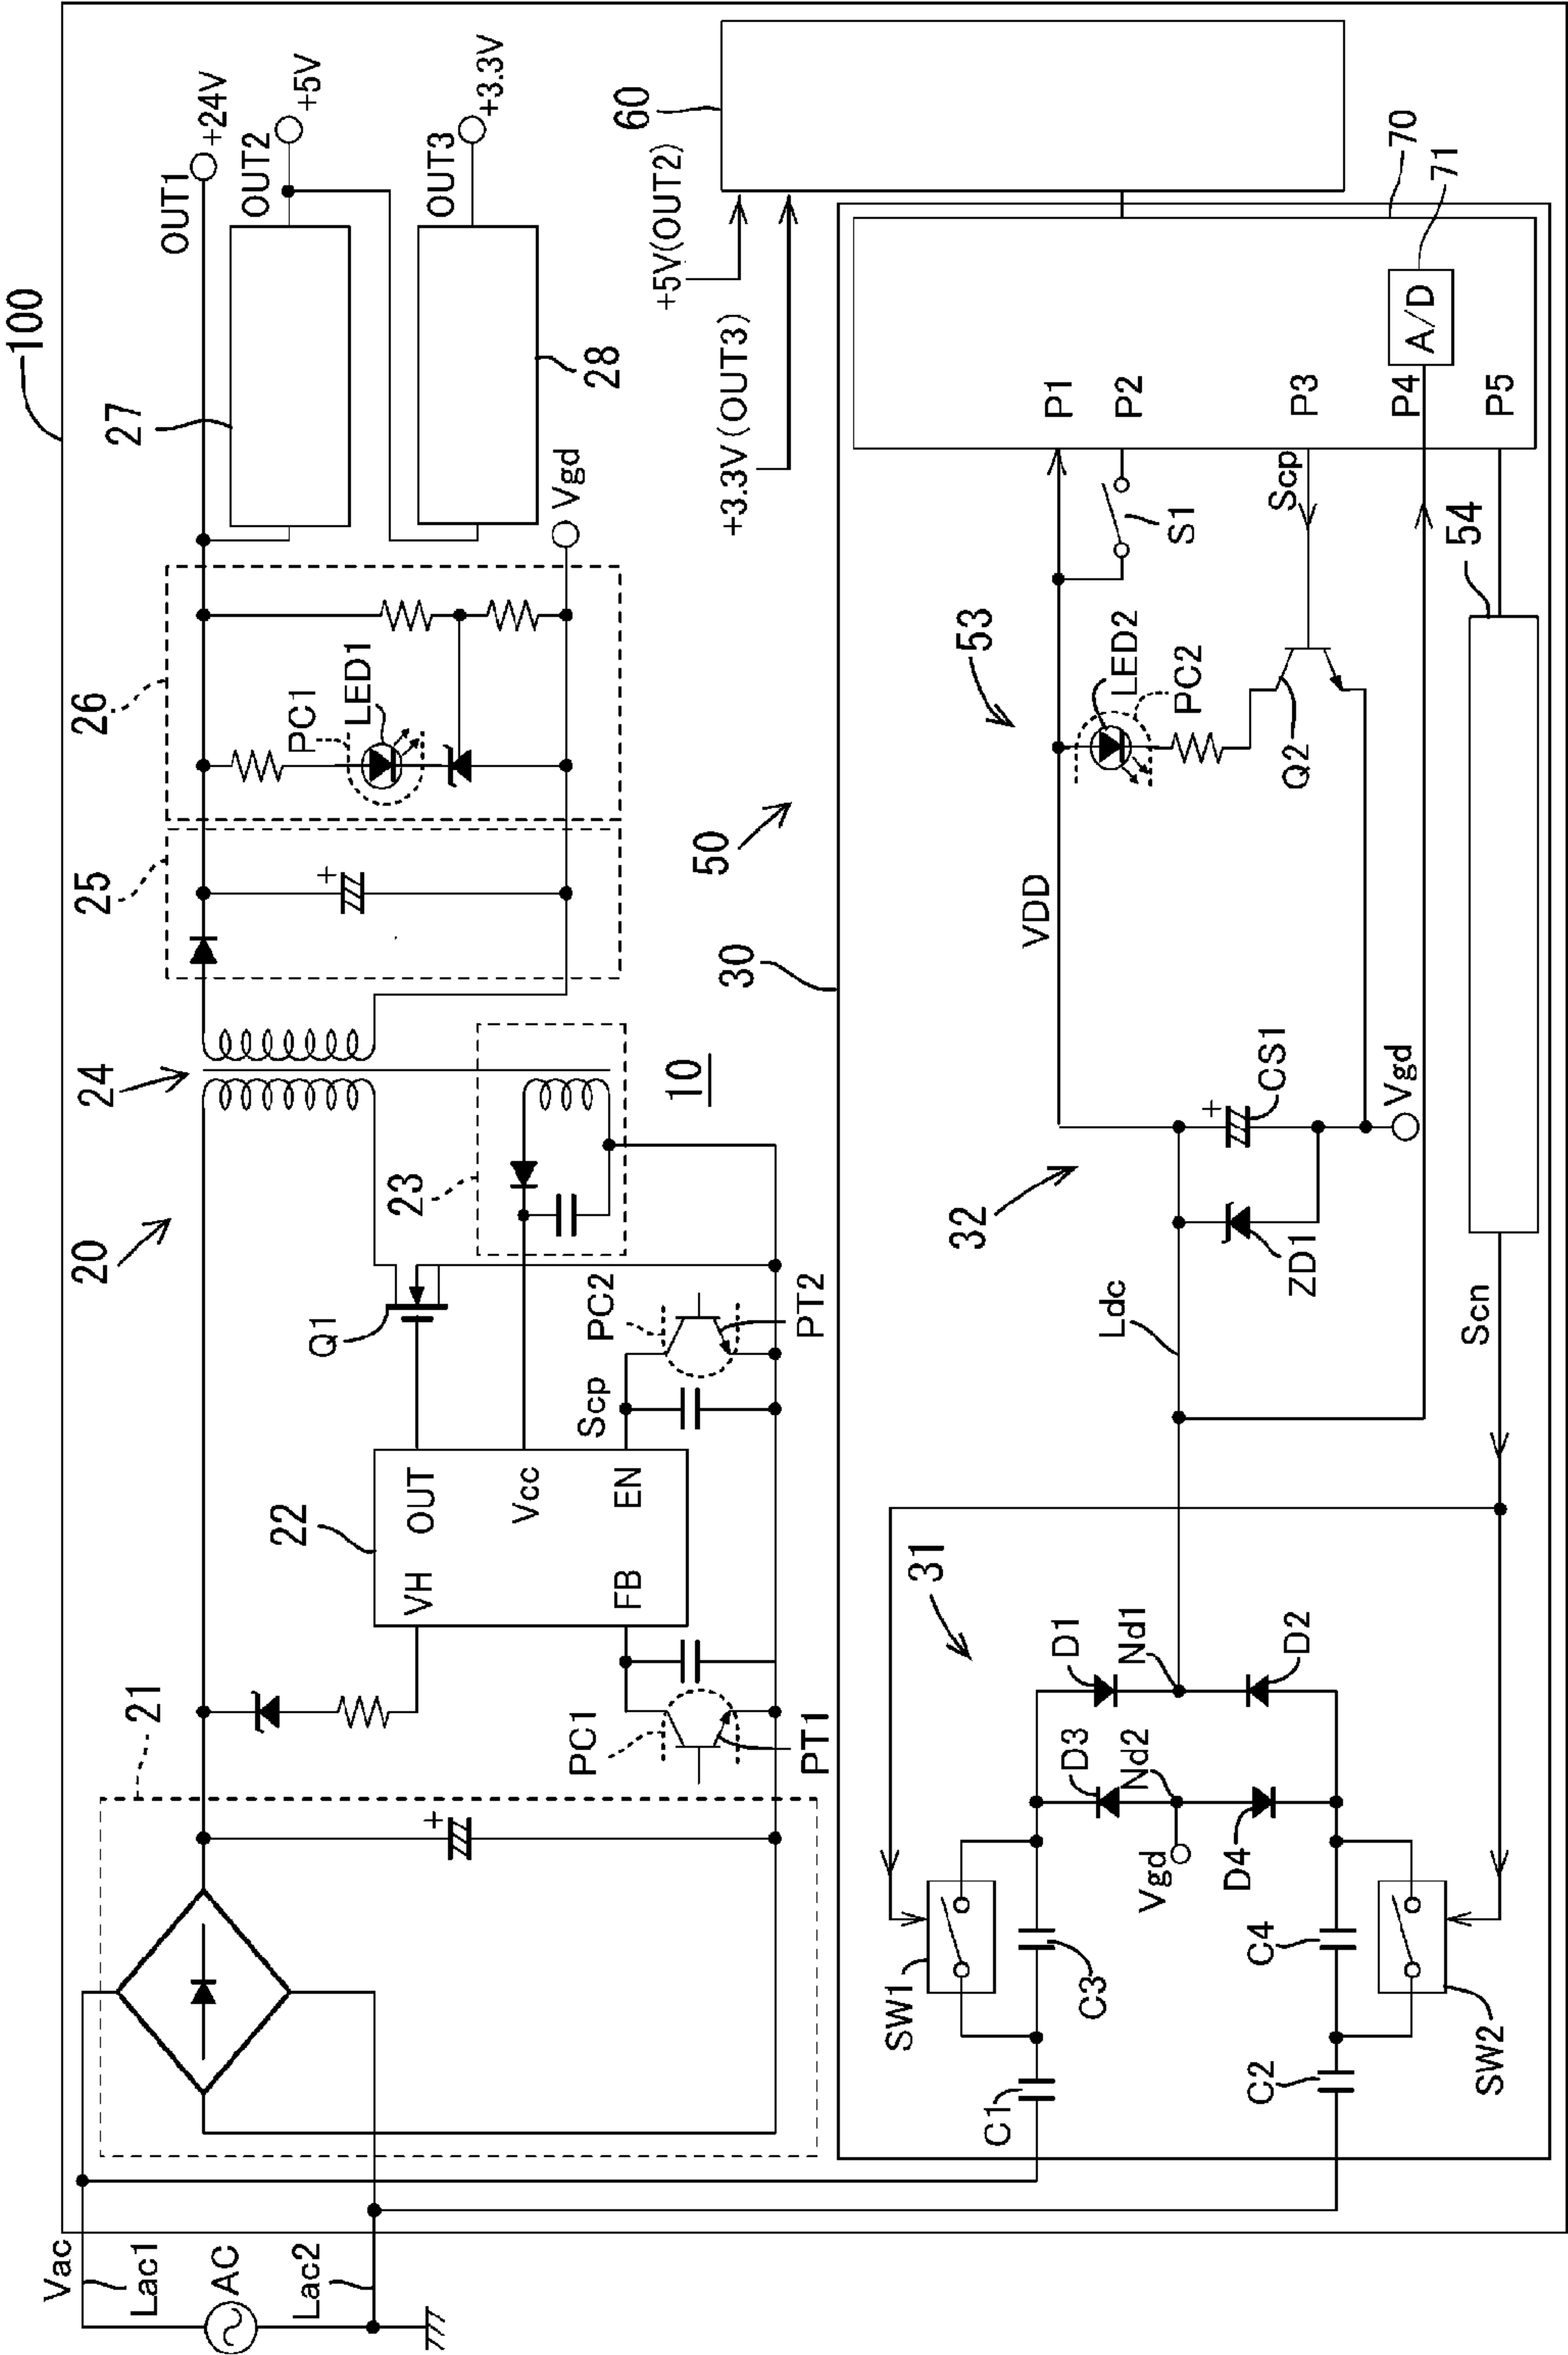 100
Vac
Lac1
AC
Lac2
20
21
22
VH
OUT
Vcc
FB
EN
Scp
PC1
PT1
PC2
PT2
Q1
23
24
10
25
+
+
26
PC1
LED1
27
28
OUT1
+24V
OUT2
+5V
OUT3
+3.3V
Vgd
30
50
60
+5V(OUT2)
+3.3V(OUT3)
31
SW1
C1
C3
D1
D3
Nd1
Nd2
Vgd
D2
D4
C2
C4
SW2
Ldc
32
ZD1
+
CS1
Vgd
VDD
53
LED2
PC2
Q2
S1
Scp
Scn
54
P1
P2
P3
P4
P5
A/D
70
71